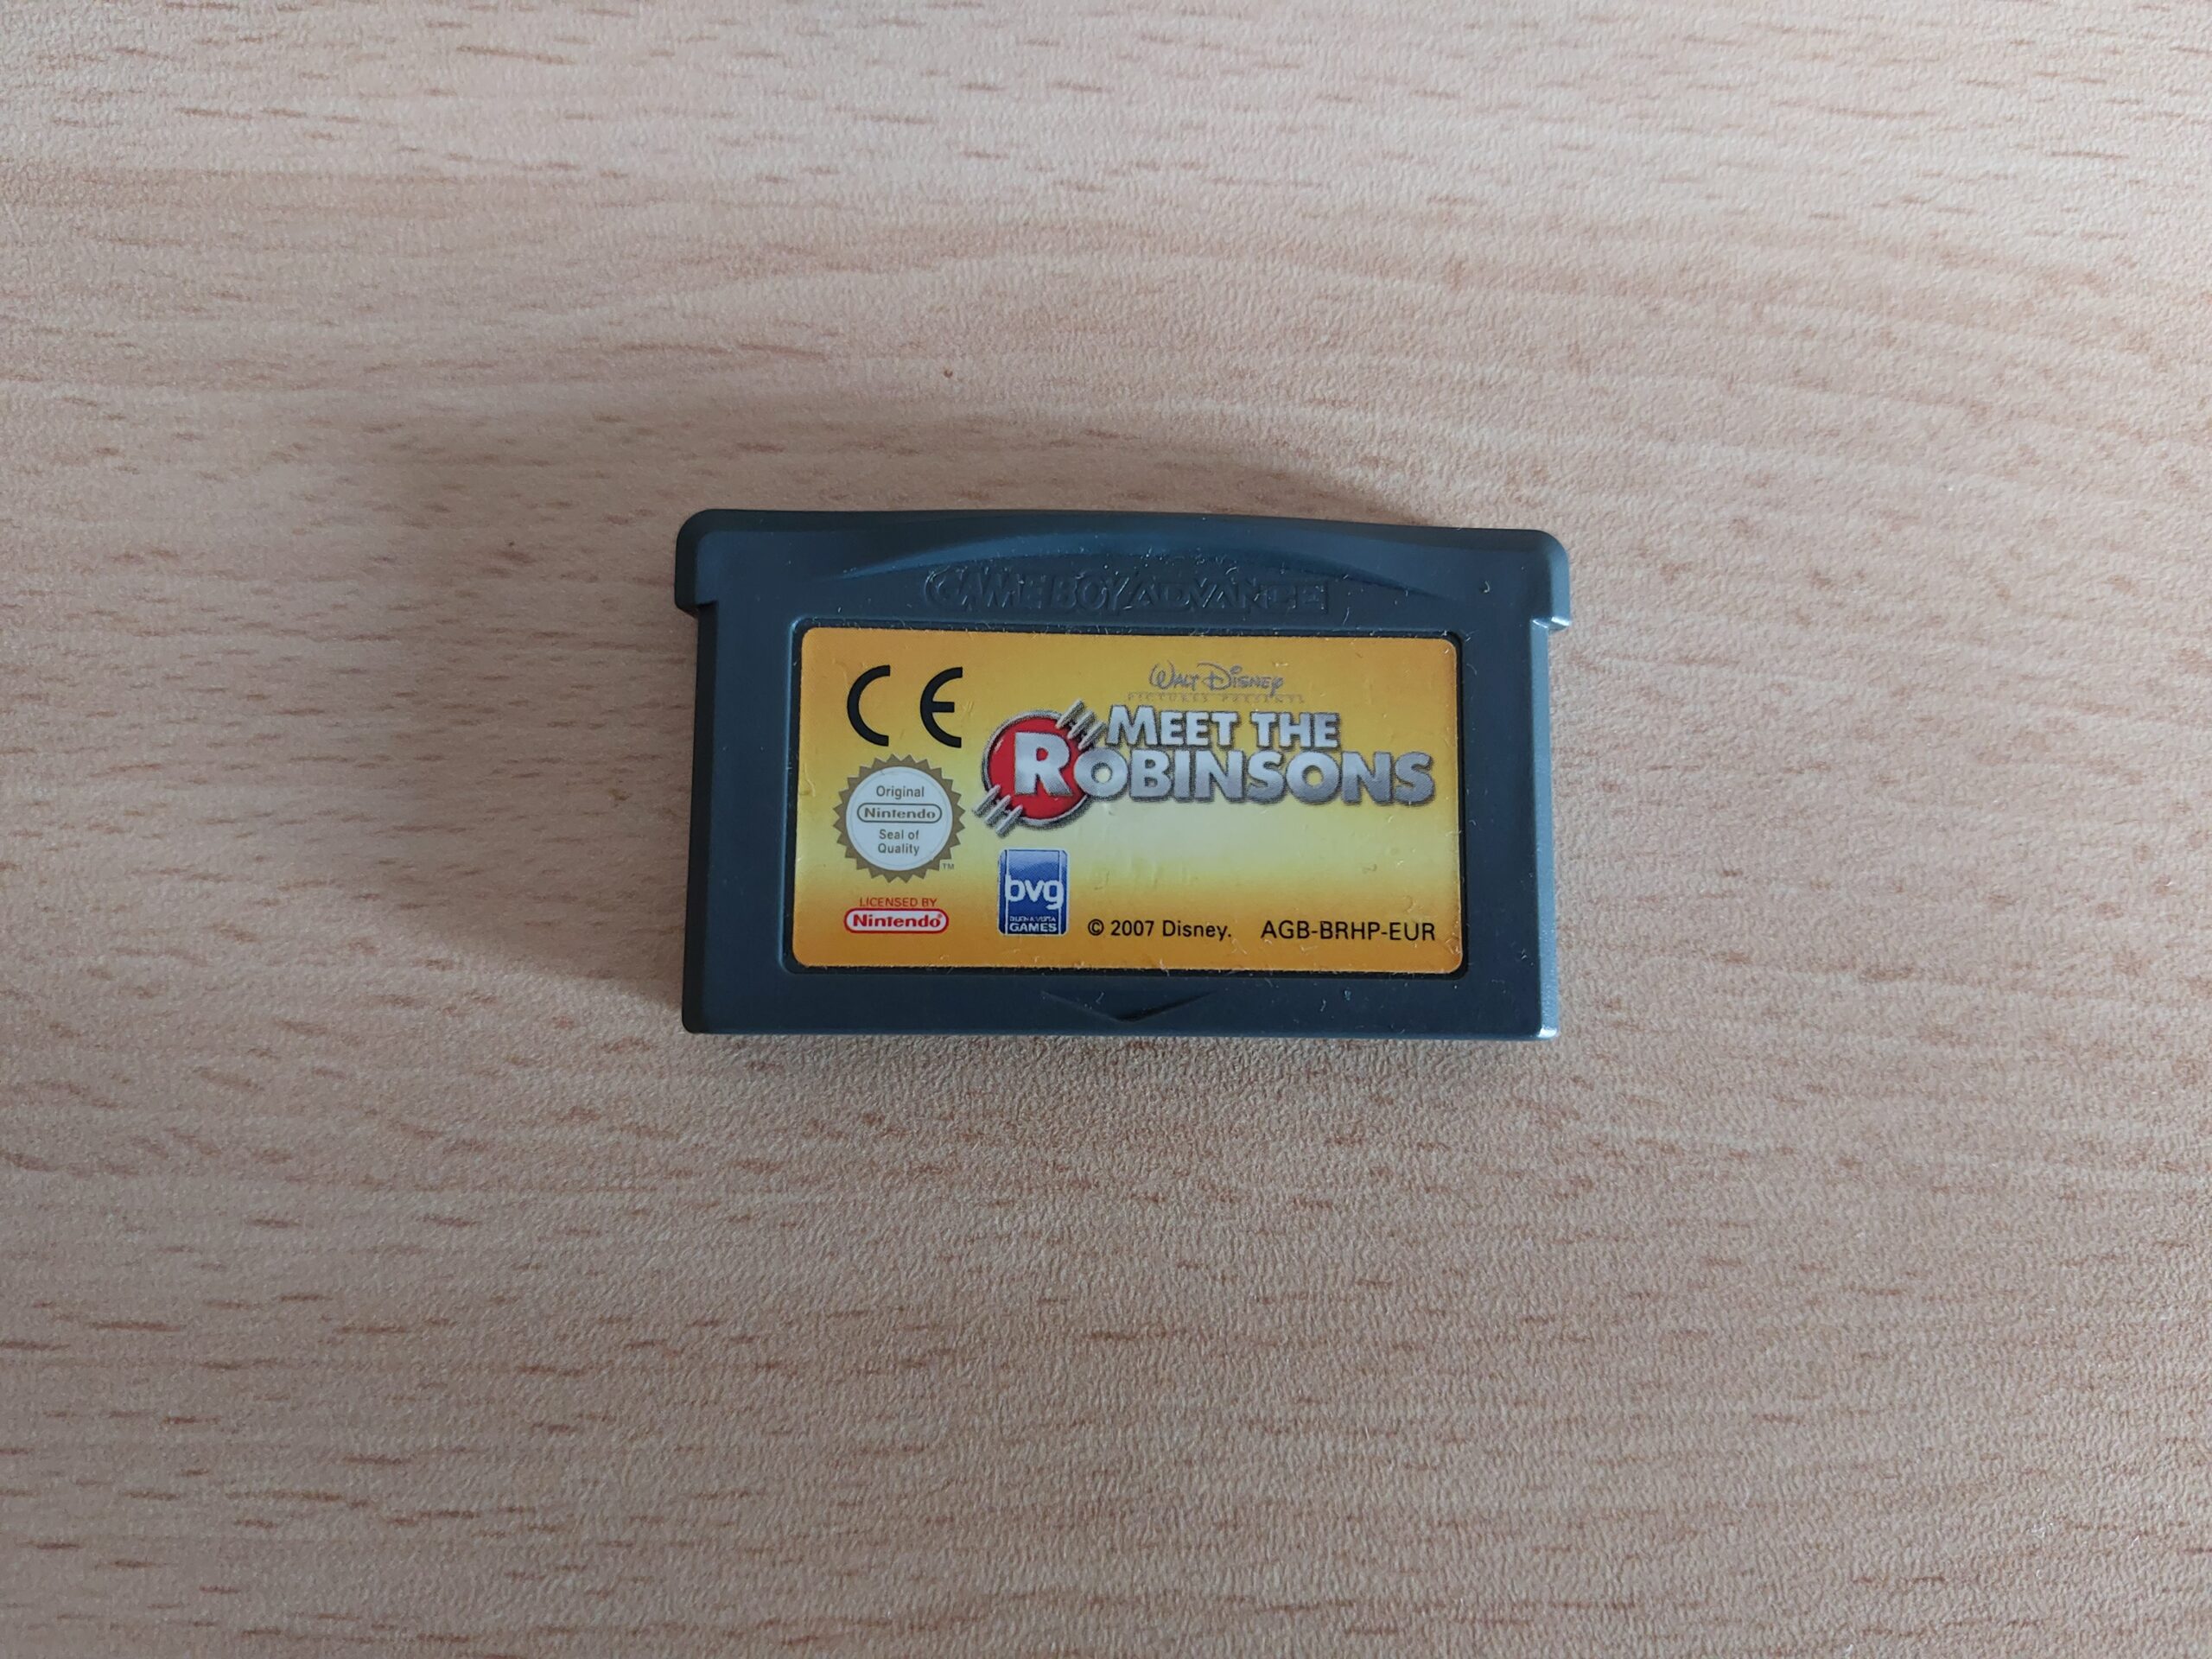 GAME BOY ADVANCE
CE
WALT DISNEY
PICTURES PRESENTS
MEET THE
ROBINSONS
Original
Nintendo
Seal of
Quality
TM
LICENSED BY
Nintendo®
bvg
BUENA VISTA
GAMES
© 2007 Disney. AGB-BRHP-EUR